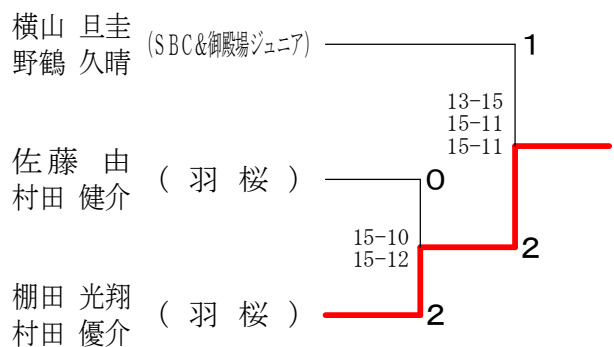 横山 旦圭
野鶴 久晴
(SBC&御殿場ジュニア)
1
13-15
15-11
15-11
佐藤 由
村田 健介
( 羽 桜 )
0
15-10
15-12
2
棚田 光翔
村田 優介
( 羽 桜 )
2